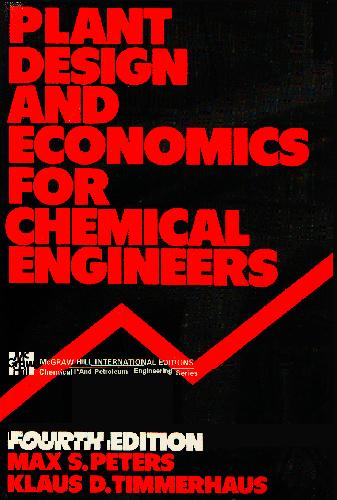 PLANT
DESIGN
AND
ECONOMICS
FOR
CHEMICAL
ENGINEERS
McGRAW HILL INTERNATIONAL EDITIONS
Chemical And Petroleum Engineering Series
FOURTH EDITION
MAX S. PETERS
KLAUS D. TIMMERHAUS